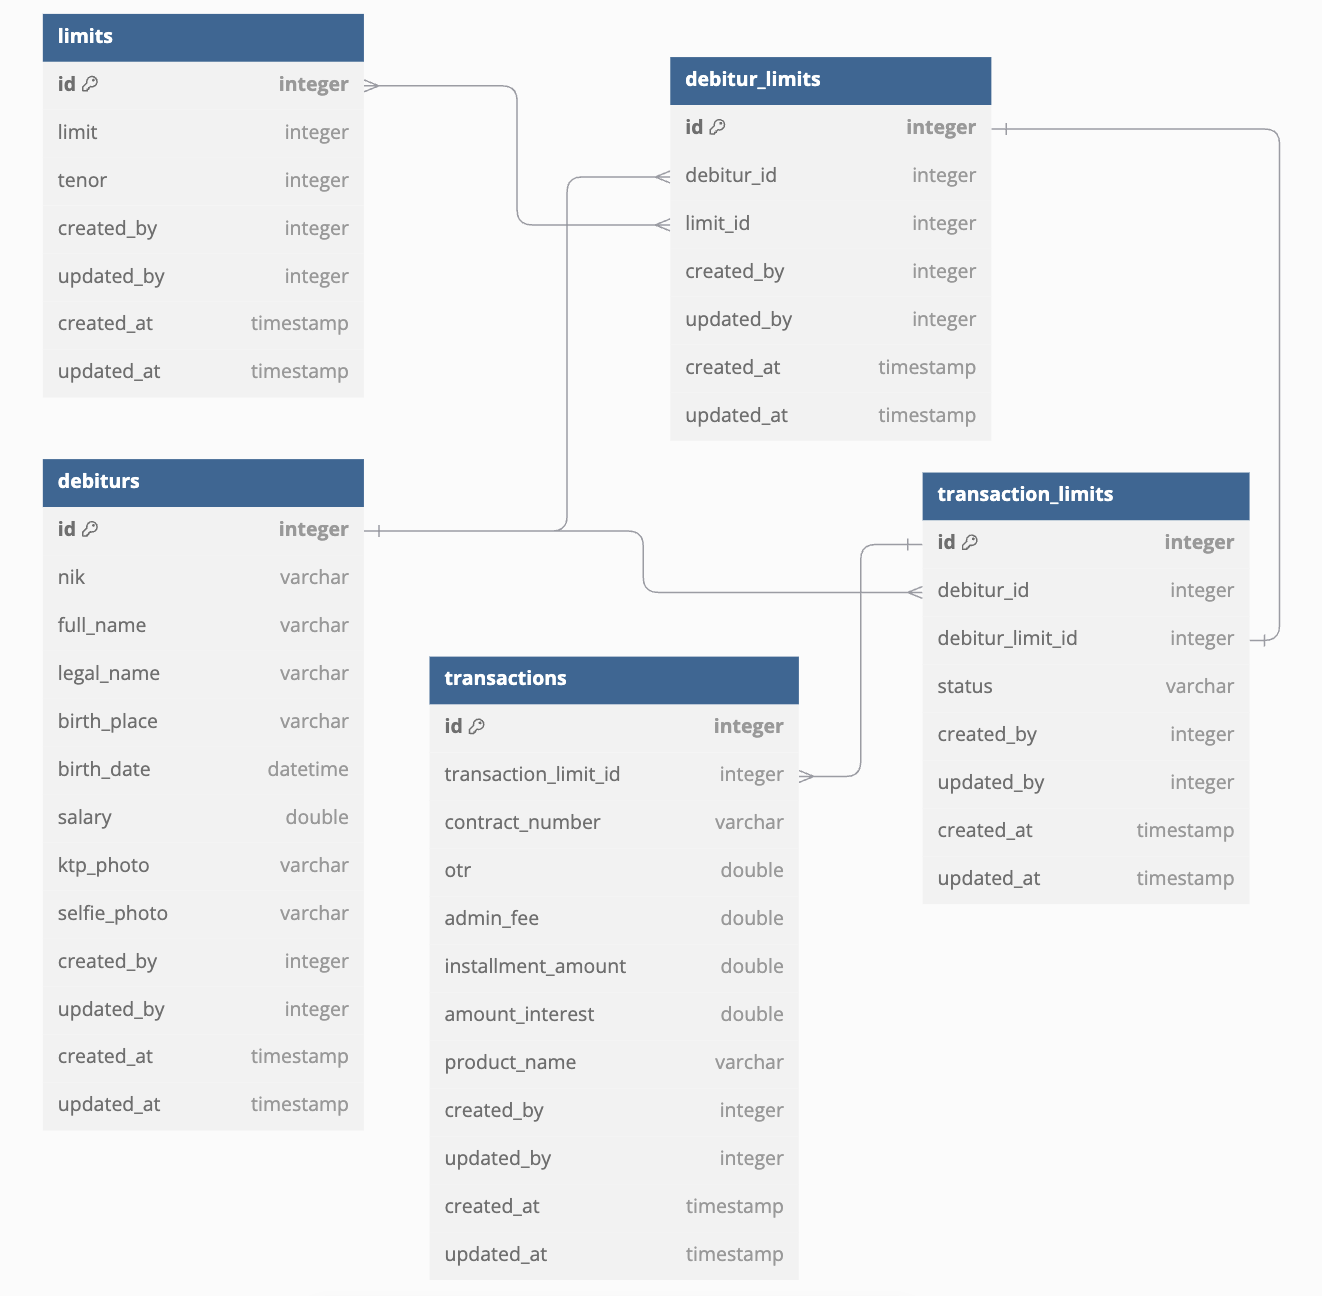 limits
id integer
limit integer
tenor integer
created_by integer
updated_by integer
created_at timestamp
updated_at timestamp
debitur_limits
id integer
debitur_id integer
limit_id integer
created_by integer
updated_by integer
created_at timestamp
updated_at timestamp
debiturs
id integer
nik varchar
full_name varchar
legal_name varchar
birth_place varchar
birth_date datetime
salary double
ktp_photo varchar
selfie_photo varchar
created_by integer
updated_by integer
created_at timestamp
updated_at timestamp
transaction_limits
id integer
debitur_id integer
debitur_limit_id integer
status varchar
created_by integer
updated_by integer
created_at timestamp
updated_at timestamp
transactions
id integer
transaction_limit_id integer
contract_number varchar
otr double
admin_fee double
installment_amount double
amount_interest double
product_name varchar
created_by integer
updated_by integer
created_at timestamp
updated_at timestamp